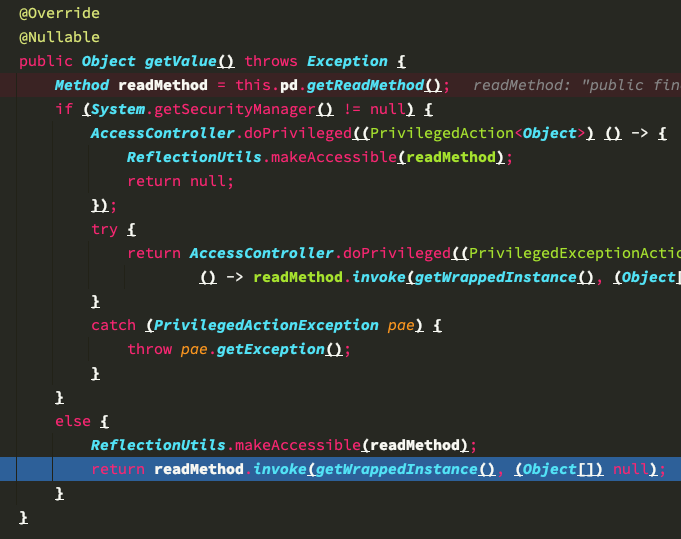 @Override
@Nullable
public Object getValue() throws Exception {
Method readMethod = this.pd.getReadMethod(); readMethod: "public fin
if (System.getSecurityManager() != null) {
AccessController.doPrivileged((PrivilegedAction<Object>) () -> {
ReflectionUtils.makeAccessible(readMethod);
return null;
});
try {
return AccessController.doPrivileged((PrivilegedExceptionActio
() -> readMethod.invoke(getWrappedInstance(), (Object[
}
catch (PrivilegedActionException pae) {
throw pae.getException();
}
}
else {
ReflectionUtils.makeAccessible(readMethod);
return readMethod.invoke(getWrappedInstance(), (Object[]) null);
}
}